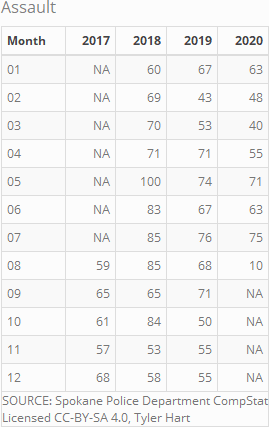 Assault
Month 2017 2018 2019 2020
01 NA 60 67 63
02 NA 69 43 48
03 NA 70 53 40
04 NA 71 71 55
05 NA 100 74 71
06 NA 83 67 63
07 NA 85 76 75
08 59 85 68 10
09 65 65 71 NA
10 61 84 50 NA
11 57 53 55 NA
12 68 58 55 NA
SOURCE: Spokane Police Department CompStat
Licensed CC-BY-SA 4.0, Tyler Hart